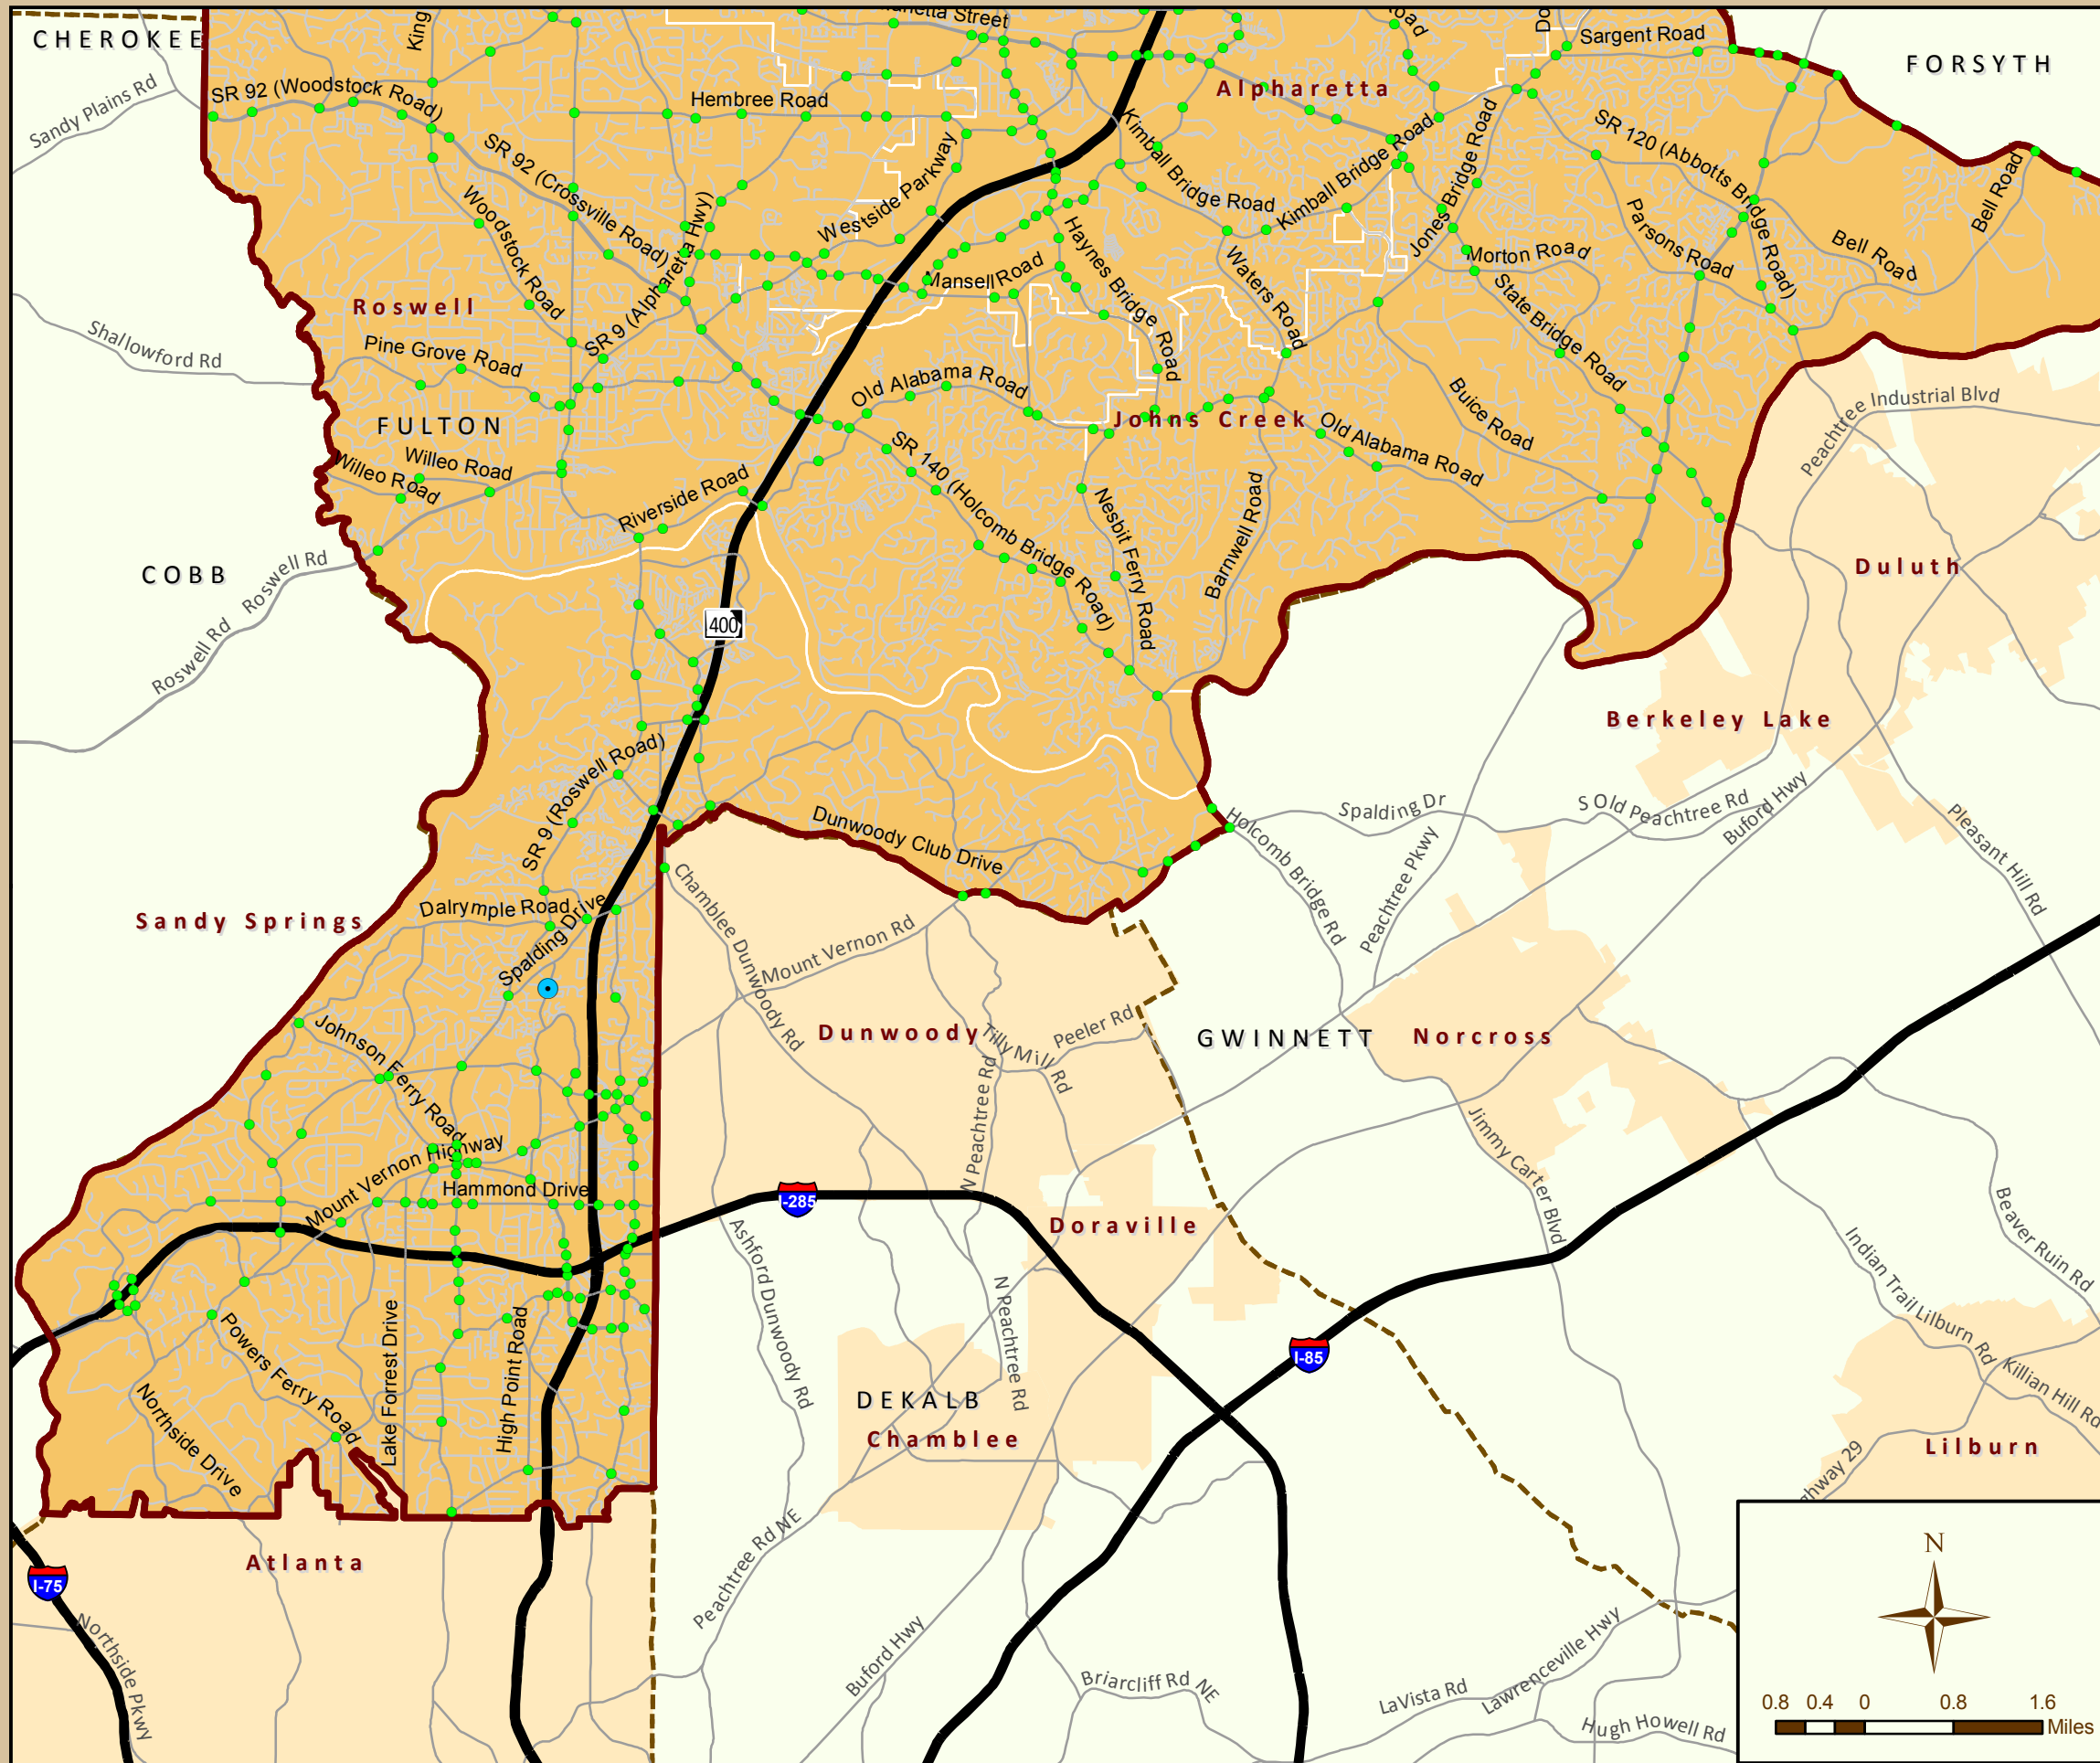 CHEROKEE
King
Street
Sargent Road
FORSYTH
Sandy Plains Rd
SR 92 (Woodstock Road)
Hembree Road
Alpharetta
SR 92 (Crossville Road)
Westside Parkway
Kimball Bridge Road
Kimball Bridge Road
Jones Bridge Road
SR 120 (Abbotts Bridge Road)
Bell Road
Bell Road
Parsons Road
Woodstock Road
SR 9 (Alpharetta Hwy)
Mansell Road
Haynes Bridge Road
Waters Road
Morton Road
State Bridge Road
Roswell
Shallowford Rd
Pine Grove Road
Old Alabama Road
Johns Creek
Old Alabama Road
Buice Road
Peachtree Industrial Blvd
FULTON
Willeo Road
Willeo Road
Riverside Road
SR 140 (Holcomb Bridge Road)
Nesbit Ferry Road
Barnwell Road
COBB
Roswell Rd
Roswell Rd
400
Duluth
Berkeley Lake
SR 9 (Roswell Road)
Dunwoody Club Drive
Holcomb Bridge Rd
Spalding Dr
Peachtree Pkwy
S Old Peachtree Rd
Buford Hwy
Pleasant Hill Rd
Sandy Springs
Dalrymple Road
Spalding Drive
Chamblee Dunwoody Rd
Mount Vernon Rd
Dunwoody
Tilly Mill Rd
Peeler Rd
GWINNETT
Norcross
Johnson Ferry Road
N Peachtree Rd
Jimmy Carter Blvd
Mount Vernon Highway
Hammond Drive
I-285
Doraville
Ashford Dunwoody Rd
N Peachtree Rd
Beaver Ruin Rd
Indian Trail Lilburn Rd
Killian Hill Rd
I-85
Powers Ferry Road
Northside Drive
Lake Forrest Drive
High Point Road
DEKALB
Chamblee
Lilburn
29
Atlanta
I-75
Northside Pkwy
Peachtree Rd NE
Buford Hwy
Briarcliff Rd NE
LaVista Rd
Lawrenceville Hwy
Hugh Howell Rd
N
0.8 0.4 0 0.8 1.6
Miles